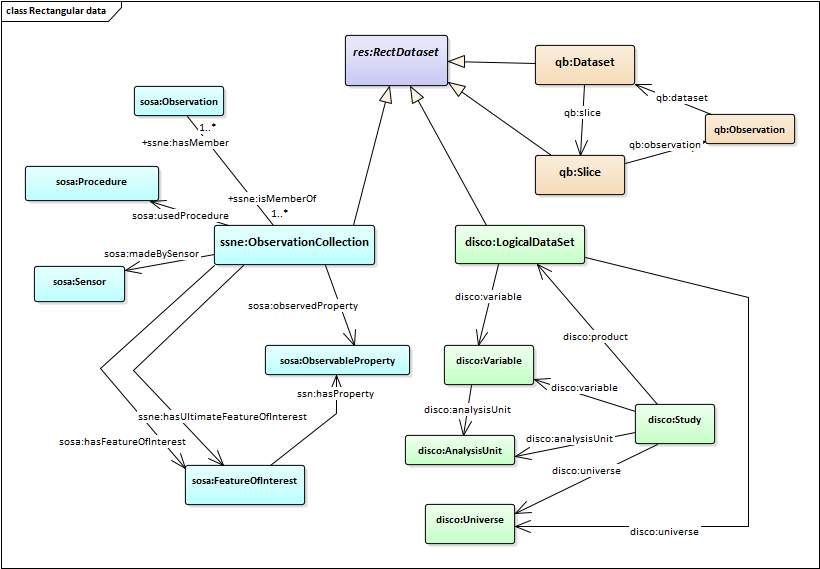 class Rectangular data
res:RectDataset
qb:Dataset
sosa:Observation
qb:dataset
1..*
qb:slice
qb:Observation
+ssne:hasMember
qb:observation
sosa:Procedure
qb:Slice
+ssne:isMemberOf
1..*
sosa:usedProcedure
ssne:ObservationCollection
disco:LogicalDataSet
sosa:madeBySensor
sosa:Sensor
disco:variable
sosa:observedProperty
disco:product
sosa:ObservableProperty
disco:Variable
ssn:hasProperty
disco:variable
disco:analysisUnit
ssne:hasUltimateFeatureOfInterest
disco:Study
sosa:hasFeatureOfInterest
disco:analysisUnit
disco:AnalysisUnit
disco:universe
sosa:FeatureOfInterest
disco:Universe
disco:universe